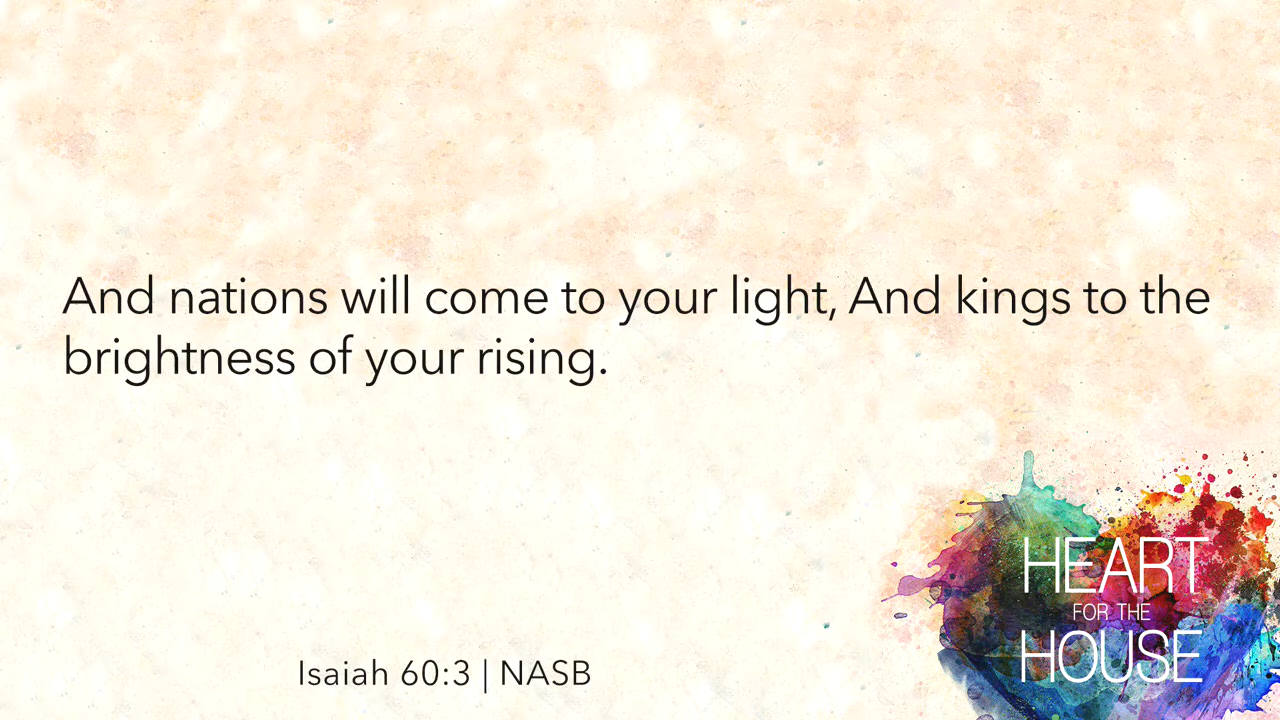 And nations will come to your light, And kings to the
brightness of your rising.
Isaiah 60:3 | NASB
HEART
FOR THE
HOUSE